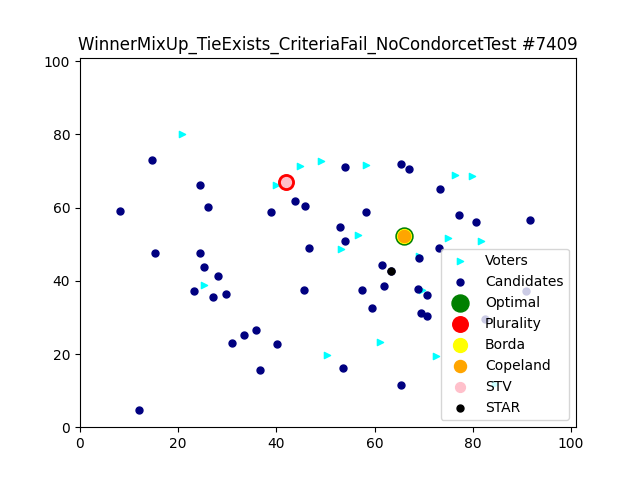 WinnerMixUp_TieExists_CriteriaFail_NoCondorcetTest #7409
100
80
60
40
20
0
0 20 40 60 80 100
Voters
Candidates
Optimal
Plurality
Borda
Copeland
STV
STAR